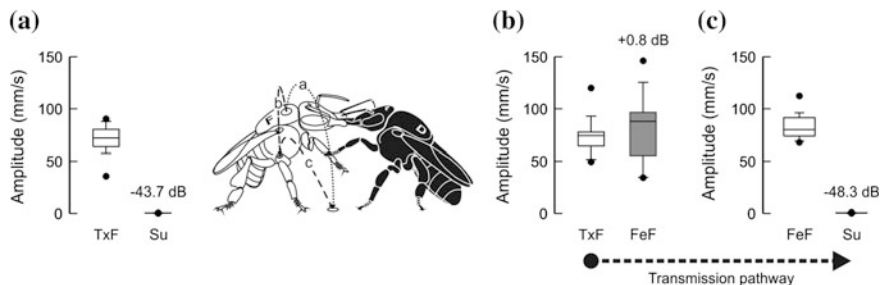 (a)
Amplitude (mm/s)
150
100
50
0
-43.7 dB
TxF Su
a
b
c
F
D
(b)
Amplitude (mm/s)
150
100
50
0
+0.8 dB
TxF FeF
(c)
Amplitude (mm/s)
150
100
50
0
-48.3 dB
FeF Su
Transmission pathway